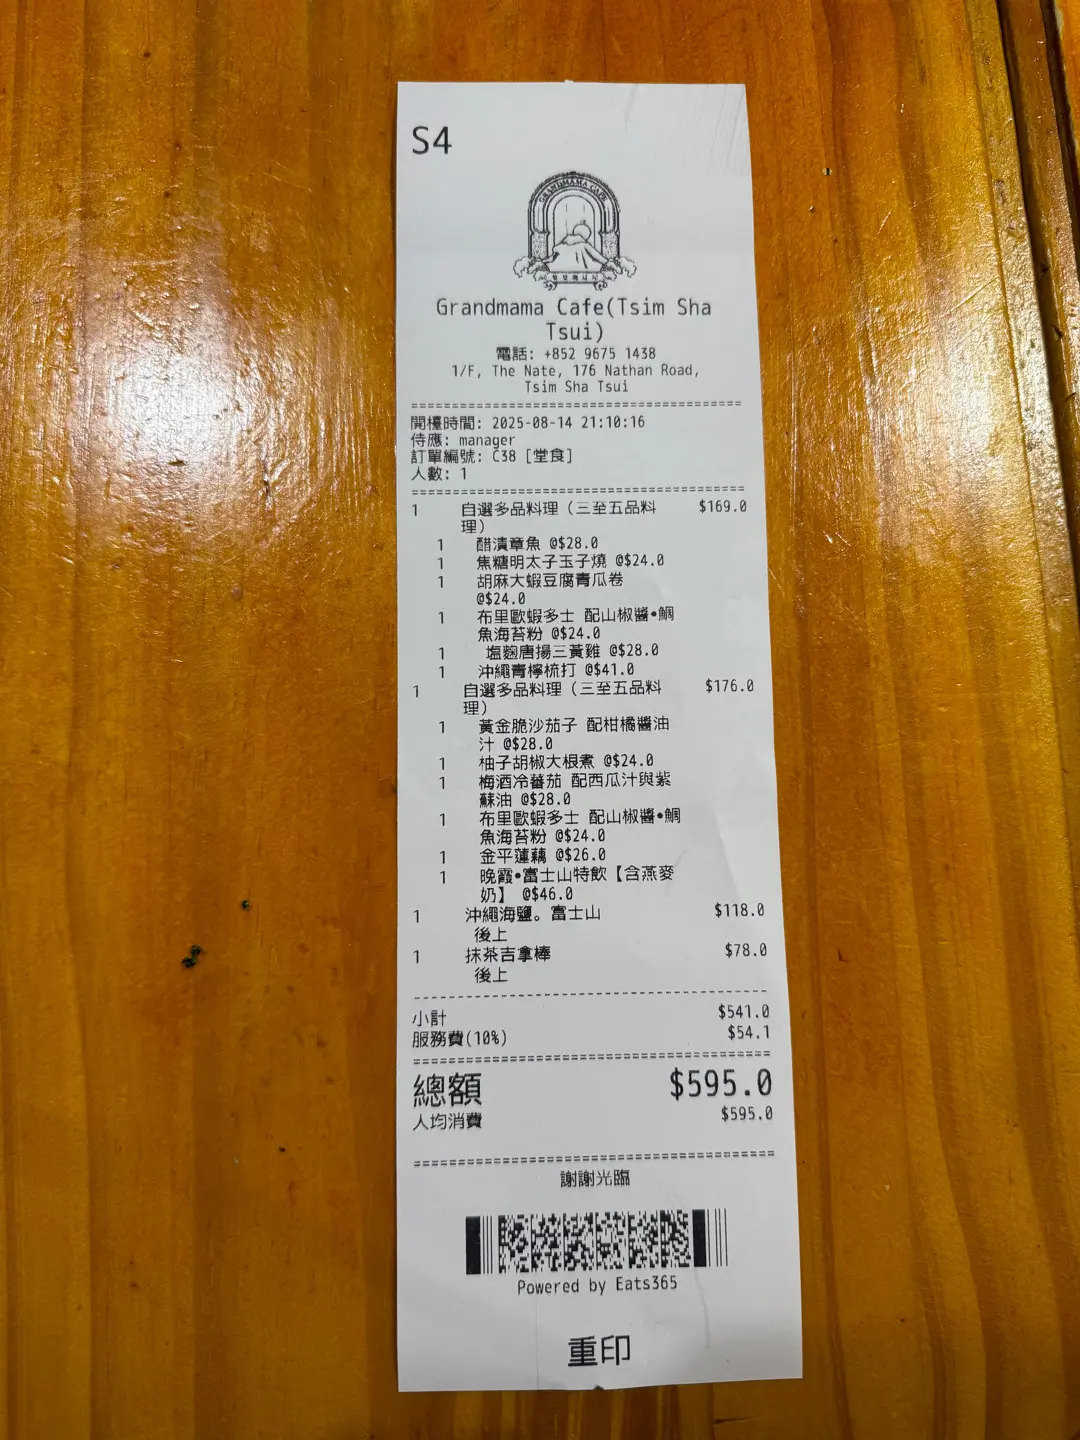 S4
GRANDMAMA CAFE
Grandmama Cafe(Tsim Sha
Tsui)
電話: +852 9675 1438
1/F, The Nate, 176 Nathan Road,
Tsim Sha Tsui
開檯時間: 2025-08-14 21:10:16
侍應: manager
訂單編號: C38 [堂食]
人數: 1
1 自選多品料理（三至五品料 $169.0
理）
1 醋漬章魚 @$28.0
1 焦糖明太子玉子燒 @$24.0
1 胡麻大蝦豆腐青瓜卷
@$24.0
1 布里歐蝦多士 配山椒醬•鯛
魚海苔粉 @$24.0
1 塩麴唐揚三黃雞 @$28.0
1 沖繩青檸梳打 @$41.0
1 自選多品料理（三至五品料 $176.0
理）
1 黃金脆沙茄子 配柑橘醬油
汁 @$28.0
1 柚子胡椒大根煮 @$24.0
1 梅酒冷蕃茄 配西瓜汁與紫
蘇油 @$28.0
1 布里歐蝦多士 配山椒醬•鯛
魚海苔粉 @$24.0
1 金平蓮藕 @$26.0
1 晚霞•富士山特飲【含燕麥
奶】 @$46.0
1 沖繩海鹽。富士山 $118.0
後上
1 抹茶吉拿棒 $78.0
後上
小計 $541.0
服務費(10%) $54.1
總額 $595.0
人均消費 $595.0
謝謝光臨
Powered by Eats365
重印